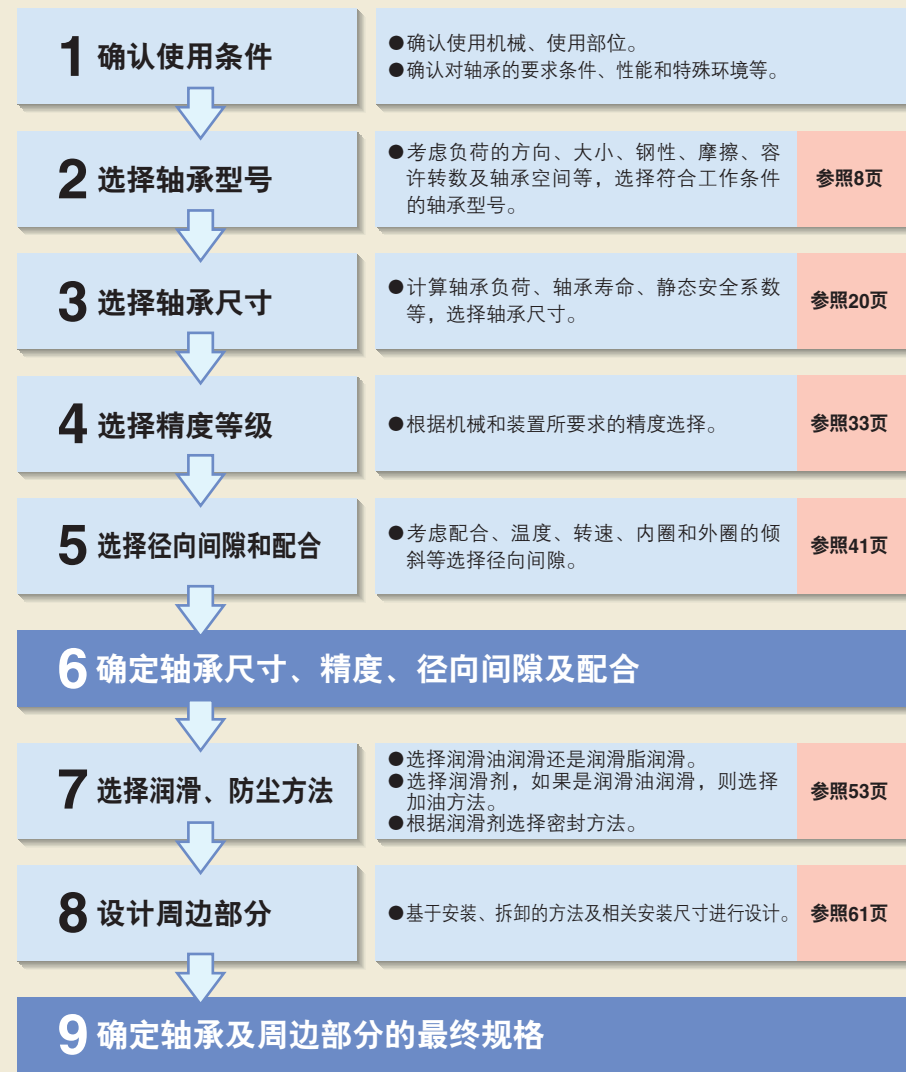 1 确认使用条件
●确认使用机械、使用部位。
●确认对轴承的要求条件、性能和特殊环境等。
2 选择轴承型号
●考虑负荷的方向、大小、钢性、摩擦、容
许转数及轴承空间等，选择符合工作条件
的轴承型号。
参照8页
3 选择轴承尺寸
●计算轴承负荷、轴承寿命、静态安全系数
等，选择轴承尺寸。
参照20页
4 选择精度等级
●根据机械和装置所要求的精度选择。
参照33页
5 选择径向间隙和配合
●考虑配合、温度、转速、内圈和外圈的倾
斜等选择径向间隙。
参照41页
6 确定轴承尺寸、精度、径向间隙及配合
7 选择润滑、防尘方法
●选择润滑油润滑还是润滑脂润滑。
●选择润滑剂，如果是润滑油润滑，则选择
加油方法。
●根据润滑剂选择密封方法。
参照53页
8 设计周边部分
●基于安装、拆卸的方法及相关安装尺寸进行设计。
参照61页
9 确定轴承及周边部分的最终规格